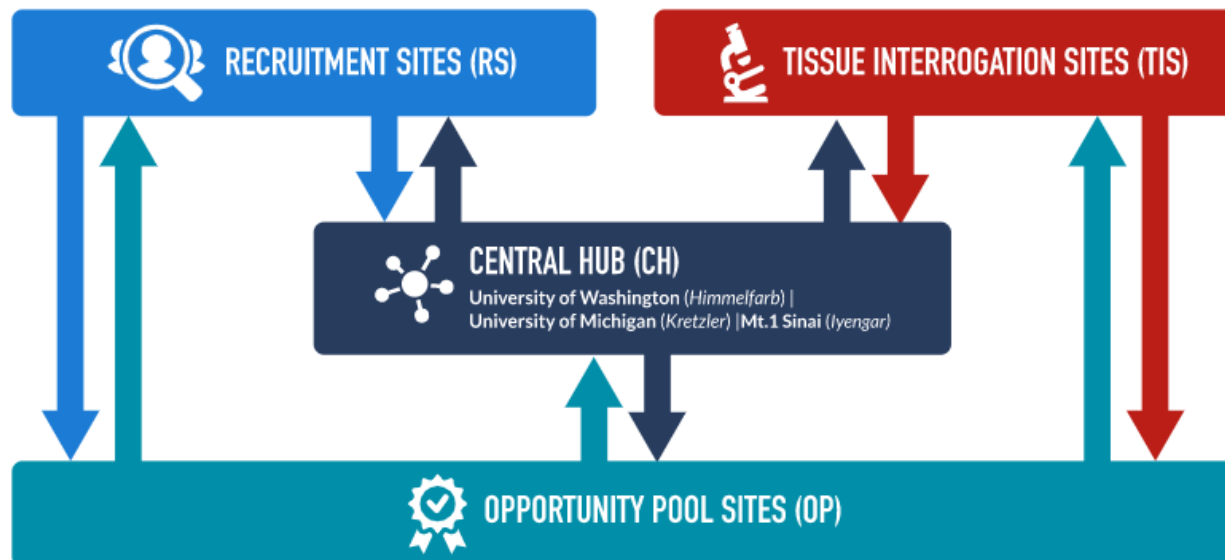 RECRUITMENT SITES (RS)
TISSUE INTERROGATION SITES (TIS)
CENTRAL HUB (CH)
University of Washington (Himmelfarb) |
University of Michigan (Kretzler) |Mt.1 Sinai (Iyengar)
OPPORTUNITY POOL SITES (OP)